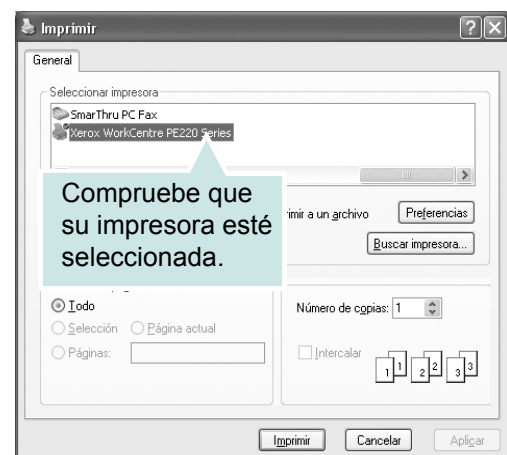 Imprimir
General
Seleccionar impresora
SmarThru PC Fax
Xerox WorkCentre PE220 Series
Compruebe que
su impresora esté
seleccionada.
a un archivo
Preferencias
Buscar impresora...
Todo
Selección
Página actual
Páginas:
Número de copias: 1
Intercalar
1 1 2 2 3 3
Imprimir
Cancelar
Aplicar